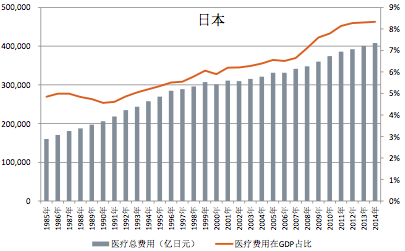 日本
500,000
400,000
300,000
200,000
100,000
0
9%
8%
7%
6%
5%
4%
3%
2%
1%
0%
1985年
1986年
1987年
1988年
1989年
1990年
1991年
1992年
1993年
1994年
1995年
1996年
1997年
1998年
1999年
2000年
2001年
2002年
2003年
2004年
2005年
2006年
2007年
2008年
2009年
2010年
2011年
2012年
2013年
2014年
医疗总费用（亿日元）
医疗费用在GDP占比